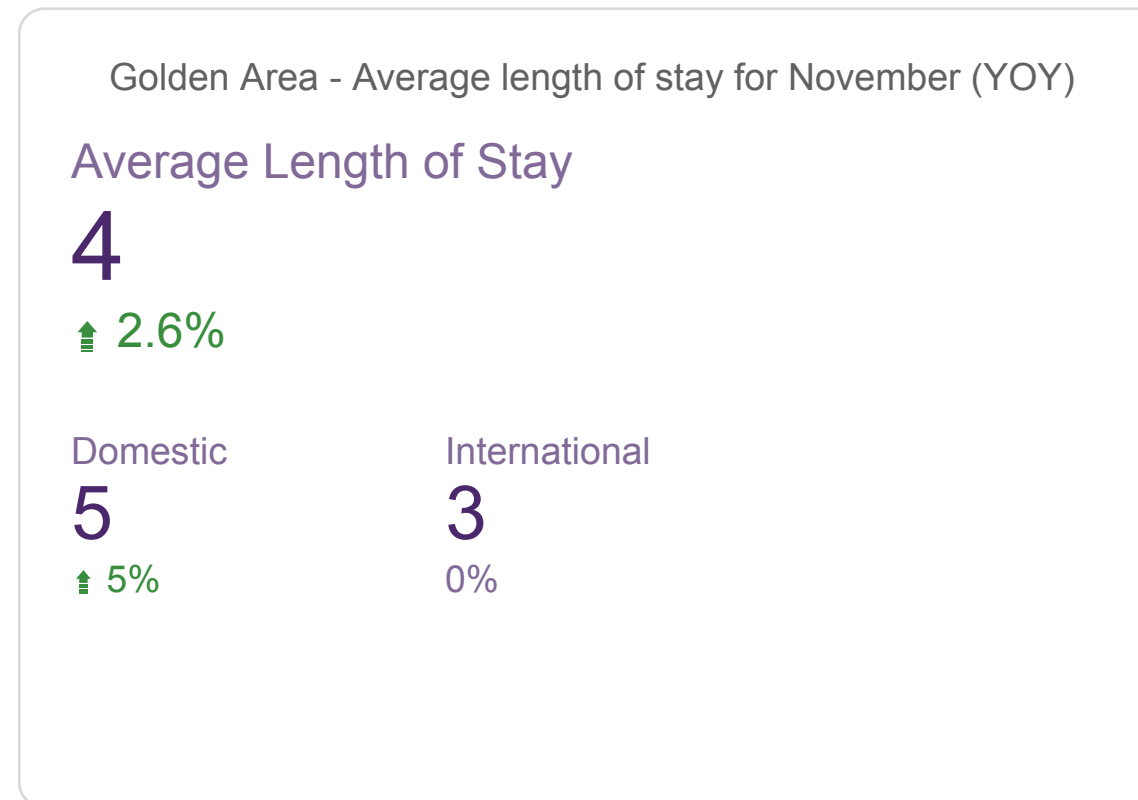 Golden Area - Average length of stay for November (YOY)
Average Length of Stay
4
2.6%
Domestic International
5 3
5% 0%